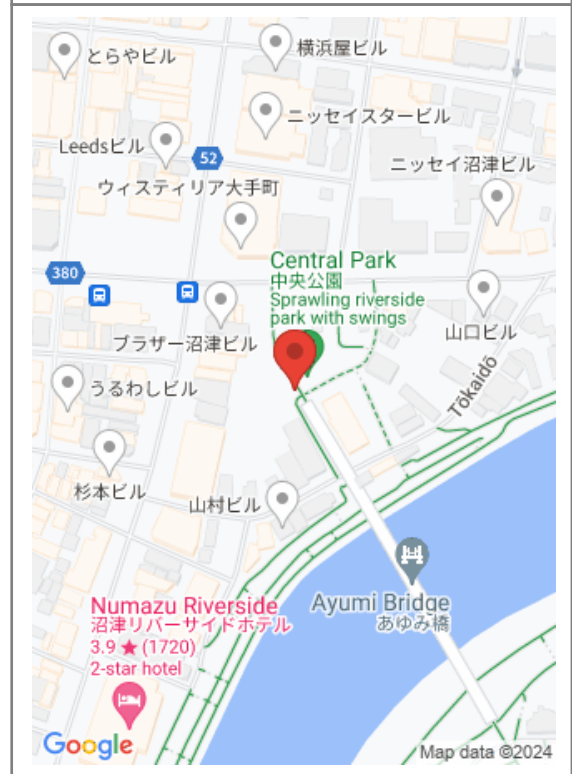 とらやビル
横浜屋ビル
ニッセイスタービル
Leedsビル
52
ニッセイ沼津ビル
ウィスティリア大手町
Central Park
中央公園
Sprawling riverside
park with swings
380
山口ビル
ブラザー沼津ビル
うるわしビル
Tōkaidō
杉本ビル
山村ビル
Ayumi Bridge
あゆみ橋
Numazu Riverside
沼津リバーサイドホテル
3.9 ★ (1720)
2-star hotel
Google
Map data ©2024